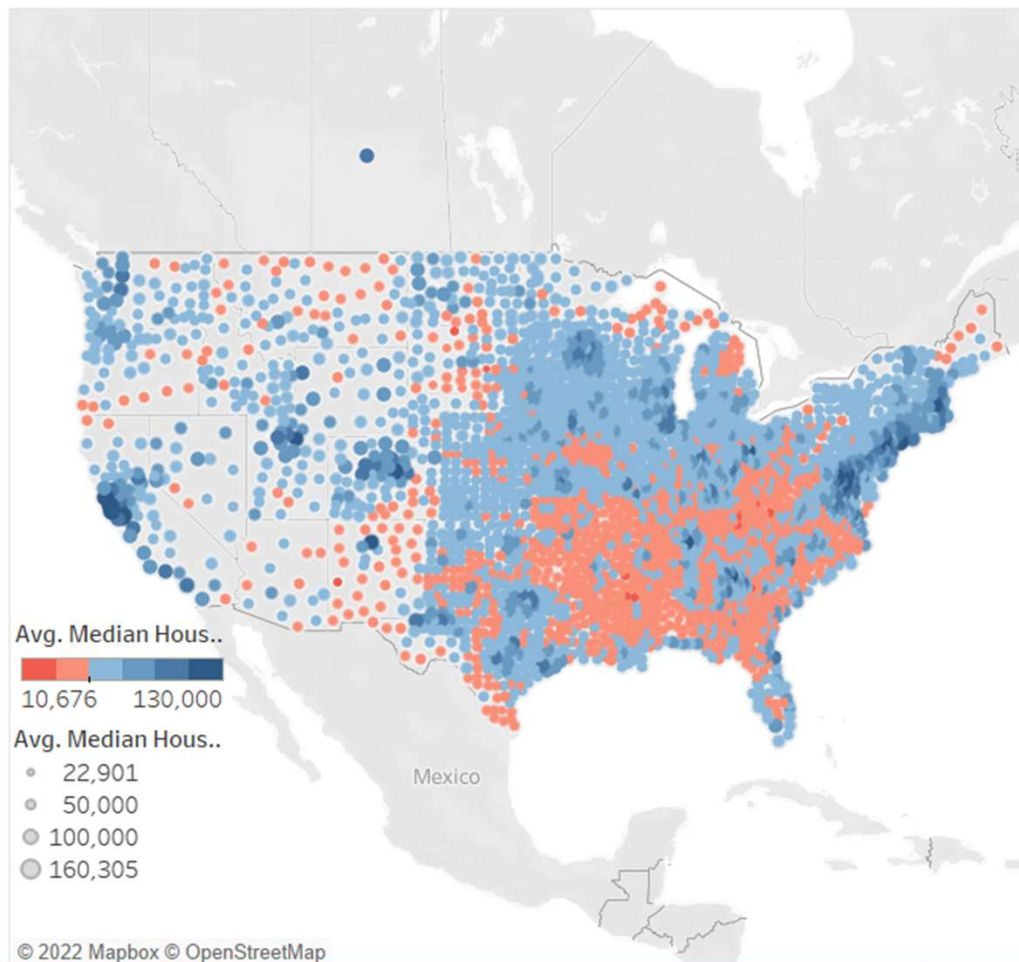 Avg. Median Hous..
10,676 130,000
Avg. Median Hous..
22,901
50,000
100,000
160,305
Mexico
© 2022 Mapbox © OpenStreetMap